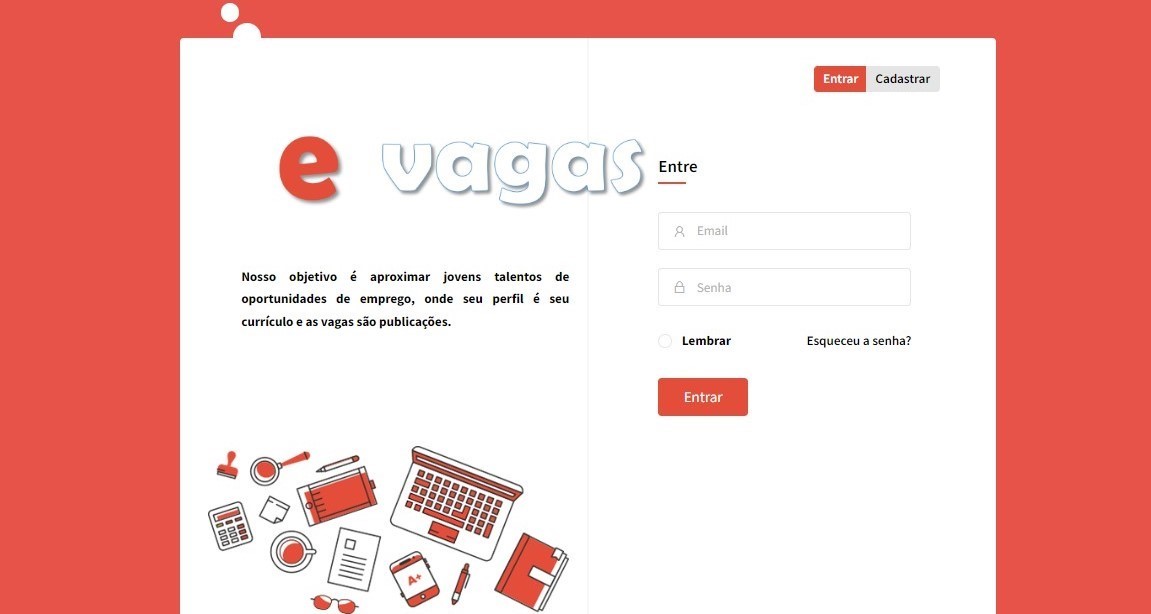 Entrar Cadastrar
e vagas
Nosso objetivo é aproximar jovens talentos de
oportunidades de emprego, onde seu perfil é seu
currículo e as vagas são publicações.
A+
Entre
Email
Senha
Lembrar Esqueceu a senha?
Entrar